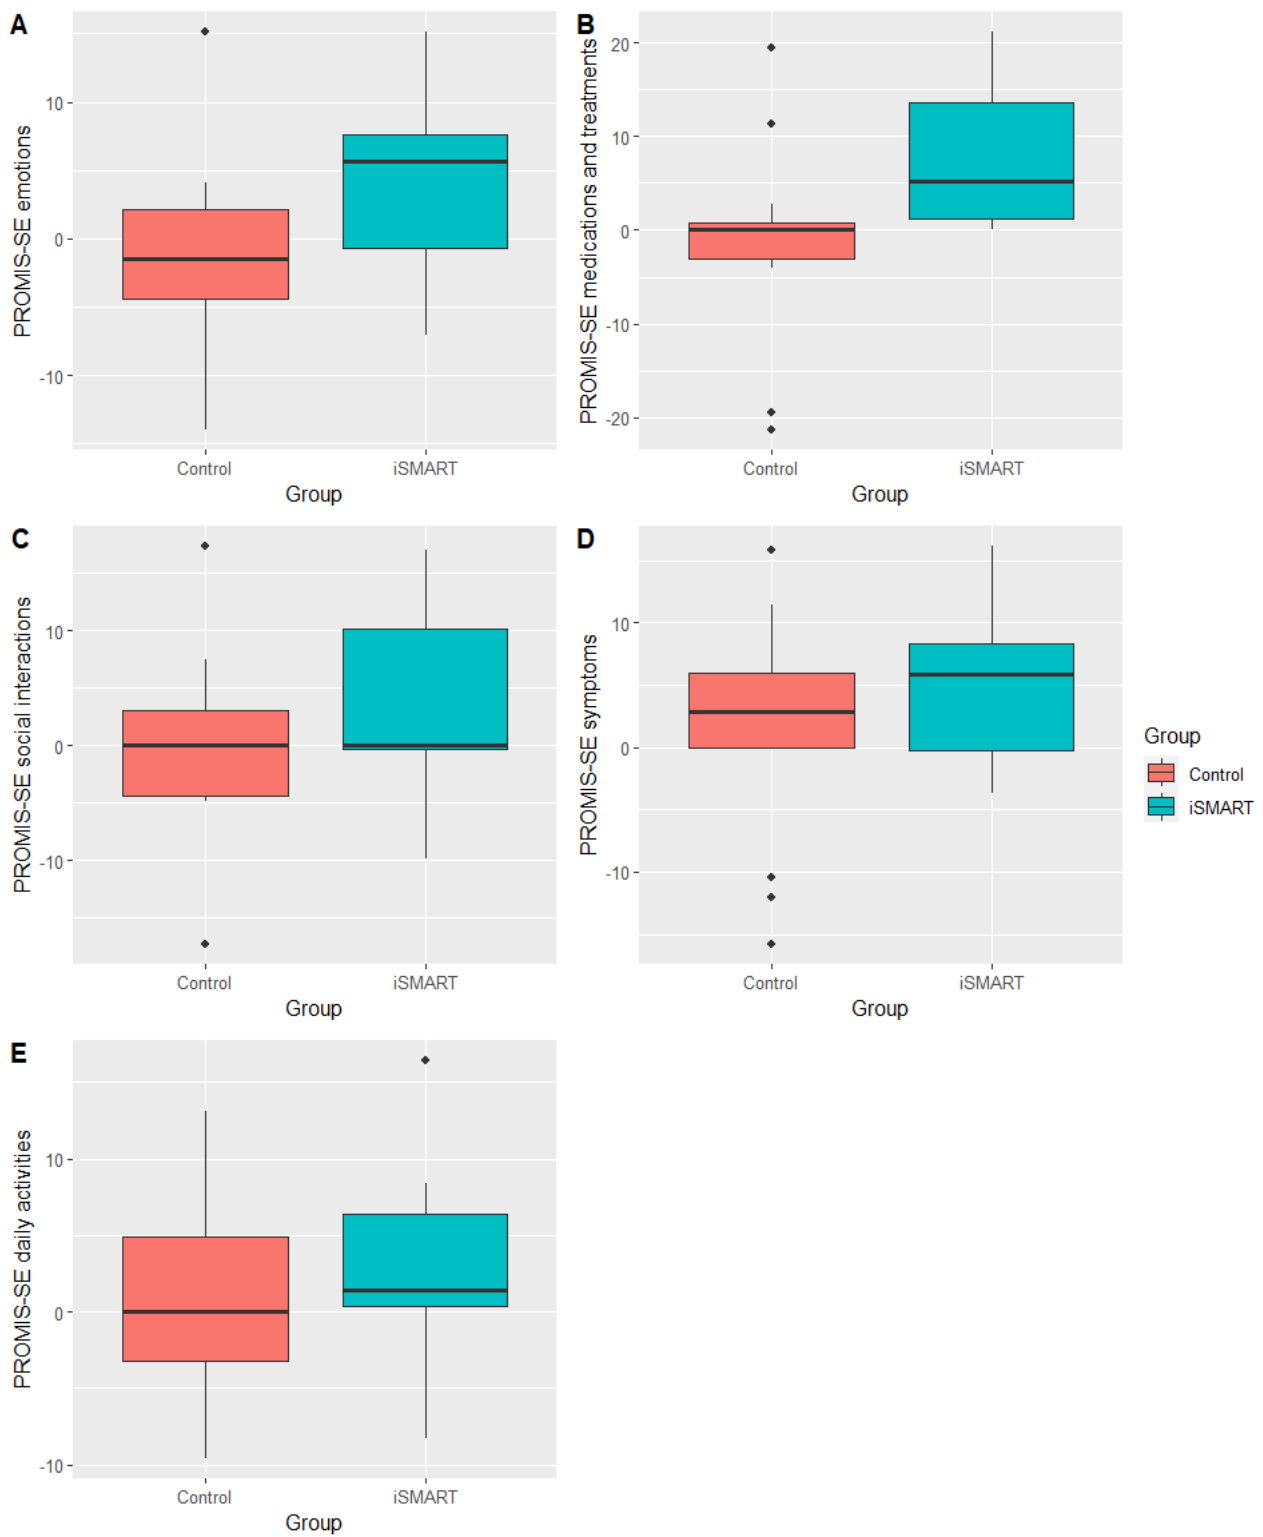 A
PROMIS-SE emotions
10
0
-10
Control
iSMART
Group
B
PROMIS-SE medications and treatments
20
10
0
-10
-20
Control
iSMART
Group
C
PROMIS-SE social interactions
10
0
-10
Control
iSMART
Group
D
PROMIS-SE symptoms
10
0
-10
Control
iSMART
Group
Group
Control
iSMART
E
PROMIS-SE daily activities
10
0
-10
Control
iSMART
Group